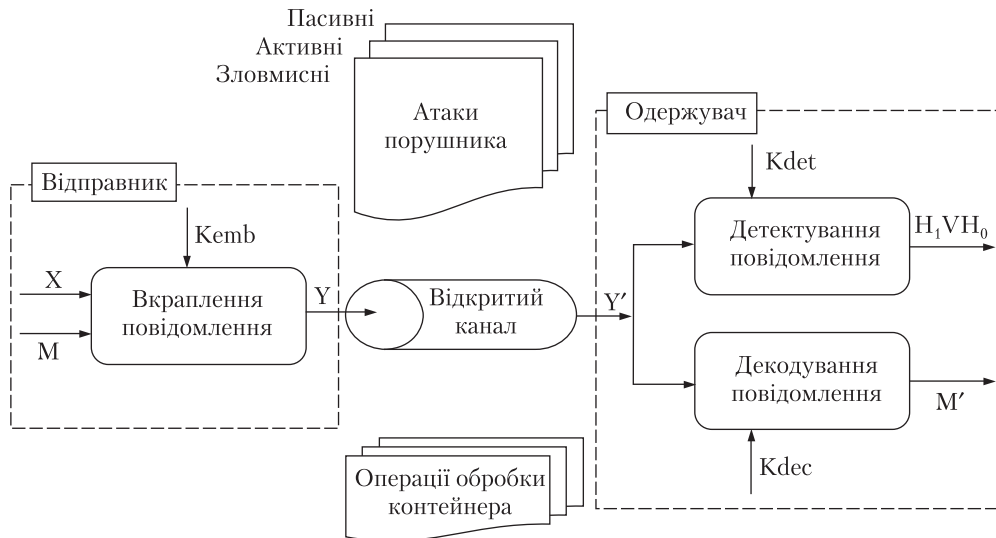 Пасивні
Активні
Зловмисні
Атаки
порушника
Відправник
Kemb
X
M
Вкраплення
повідомлення
Y
Відкритий
канал
Y′
Операції обробки
контейнера
Одержувач
Kdet
Детектування
повідомлення
H₁VH₀
Декодування
повідомлення
M′
Kdec